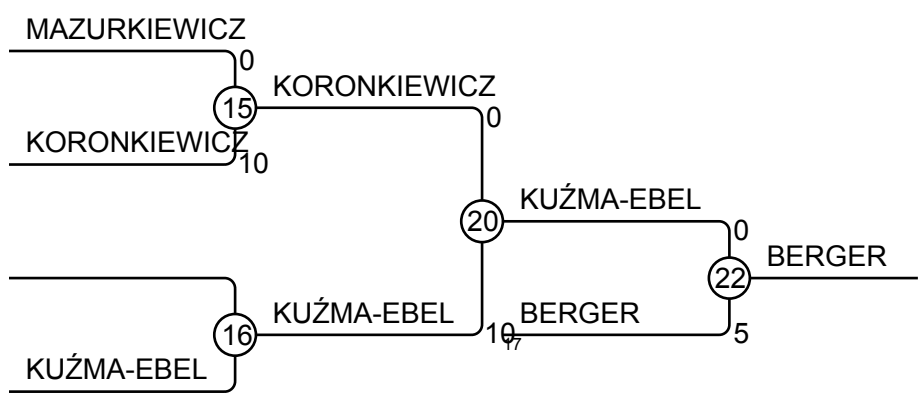 MAZURKIEWICZ
0
15
KORONKIEWICZ
KORONKIEWICZ
10
0
20
KUŹMA-EBEL
0
22
BERGER
16
KUŹMA-EBEL
10
17
BERGER
5
KUŹMA-EBEL